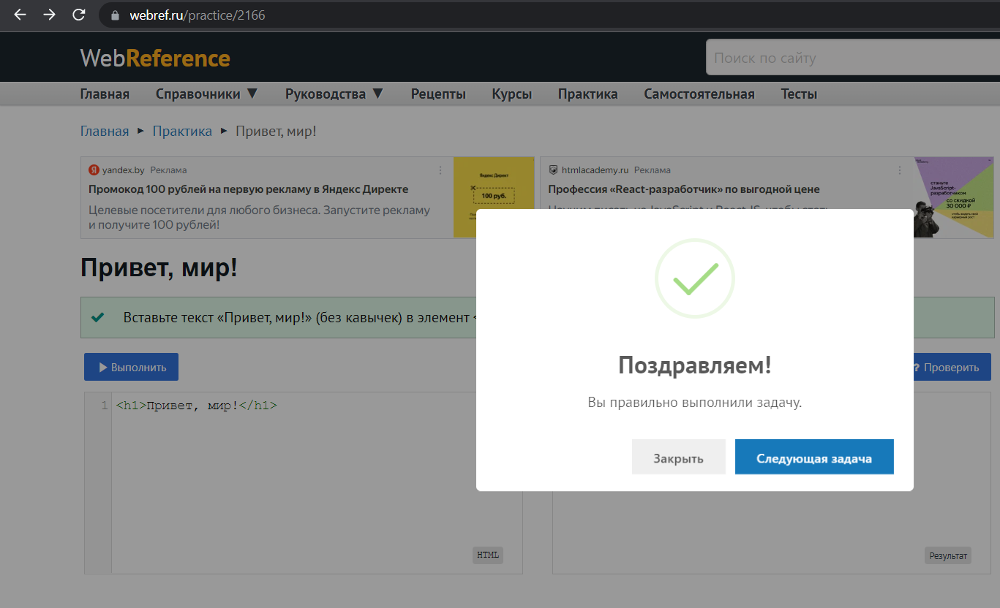 webref.ru/practice/2166
WebReference
Поиск по сайту
Главная Справочники ▼ Руководства ▼ Рецепты Курсы Практика Самостоятельная Тесты
Главная ► Практика ► Привет, мир!
yandex.by Реклама
Промокод 100 рублей на первую рекламу в Яндекс Директе
Целевые посетители для любого бизнеса. Запустите рекламу
и получите 100 рублей!
Яндекс Директ
100 руб.
htmlacademy.ru Реклама
Профессия «React-разработчик» по выгодной цене
станьте
JavaScript-
разработчиком
со скидкой
30 000 ₽
Привет, мир!
Вставьте текст «Привет, мир!» (без кавычек) в элемент <
Выполнить
? Проверить
1 <h1>Привет, мир!</h1>
HTML
Результат
Поздравляем!
Вы правильно выполнили задачу.
Закрыть Следующая задача